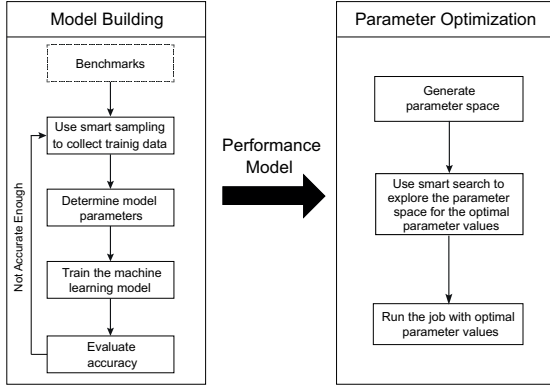 Model Building
Benchmarks
Use smart sampling
to collect trainig data
Determine model
parameters
Train the machine
learning model
Evaluate
accuracy
Not Accurate Enough
Performance
Model
Parameter Optimization
Generate
parameter space
Use smart search to
explore the parameter
space for the optimal
parameter values
Run the job with optimal
parameter values